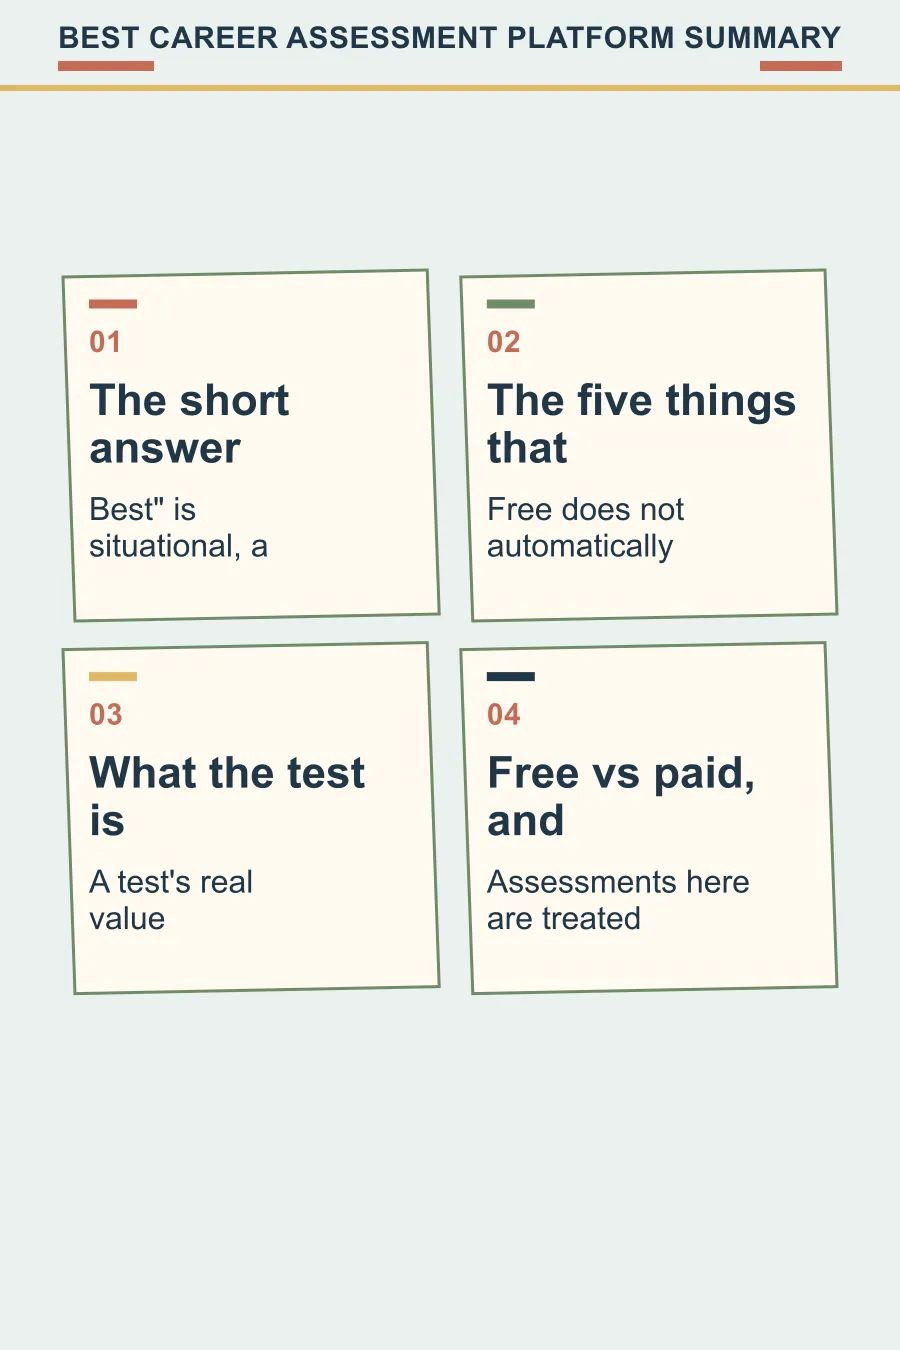 BEST CAREER ASSESSMENT PLATFORM SUMMARY
01
The short
answer
Best" is
situational, a
02
The five things
that
Free does not
automatically
03
What the test
is
A test's real
value
04
Free vs paid,
and
Assessments here
are treated